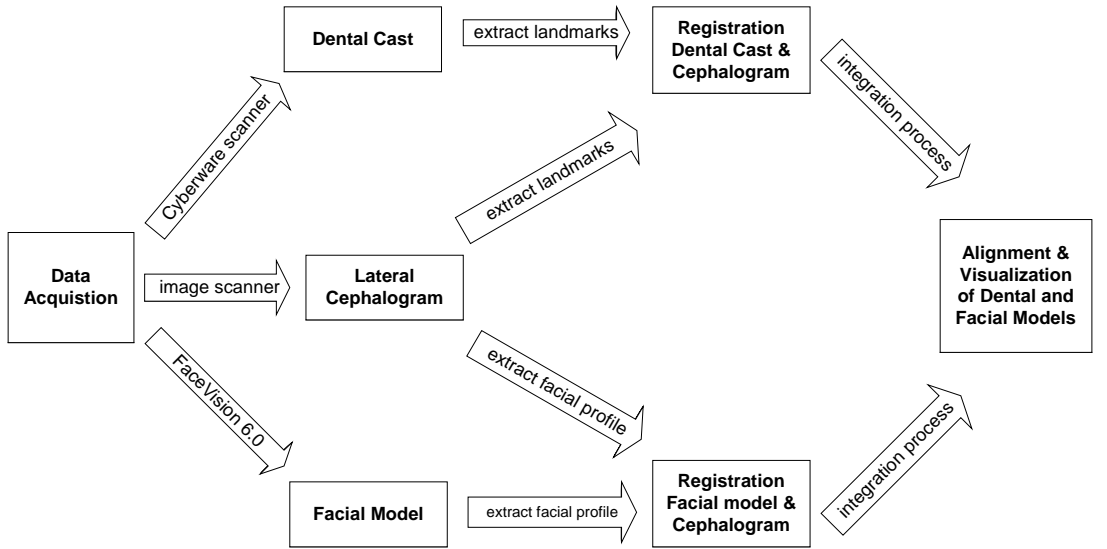 Data
Acquistion
Cyberware scanner
image scanner
FaceVision 6.0
Dental Cast
Lateral
Cephalogram
Facial Model
extract landmarks
extract landmarks
extract facial profile
extract facial profile
Registration
Dental Cast &
Cephalogram
Registration
Facial model &
Cephalogram
integration process
integration process
Alignment &
Visualization
of Dental and
Facial Models